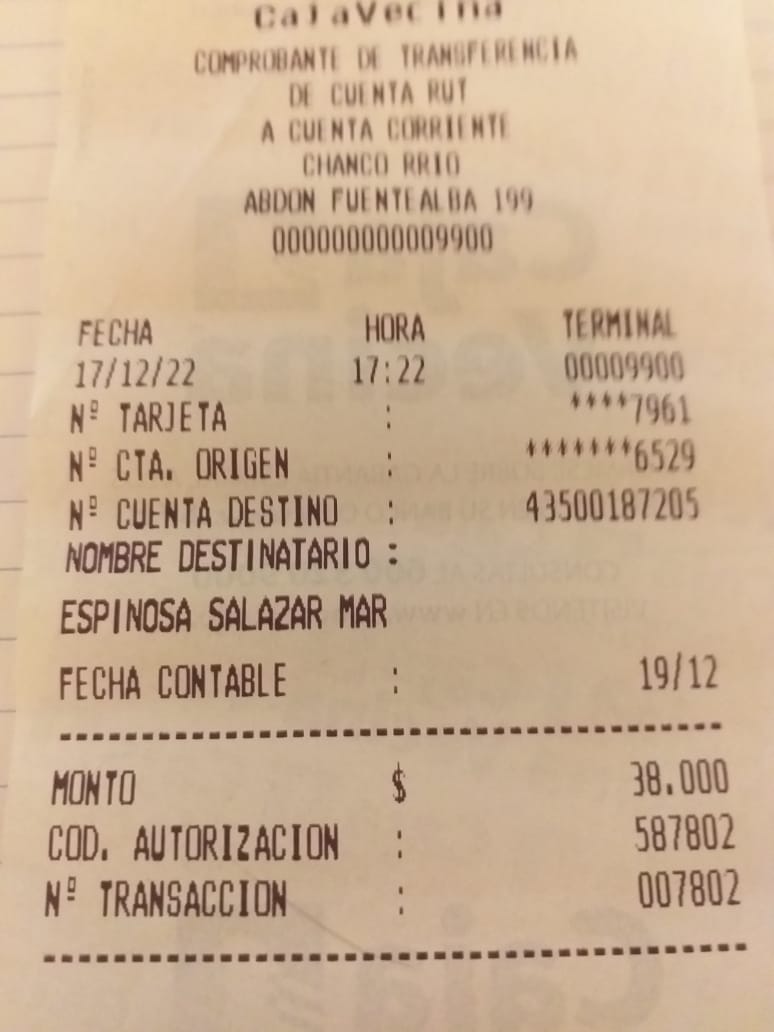 CajaVecina
COMPROBANTE DE TRANSFERENCIA
DE CUENTA RUT
A CUENTA CORRIENTE
CHANCO RRIO
ABDON FUENTEALBA 199
000000000009900
FECHA HORA TERMINAL
17/12/22 17:22 00009900
Nº TARJETA : ****7961
Nº CTA. ORIGEN : *******6529
Nº CUENTA DESTINO : 43500187205
NOMBRE DESTINATARIO :
ESPINOSA SALAZAR MAR
FECHA CONTABLE : 19/12
MONTO $ 38.000
COD. AUTORIZACION : 587802
Nº TRANSACCION : 007802